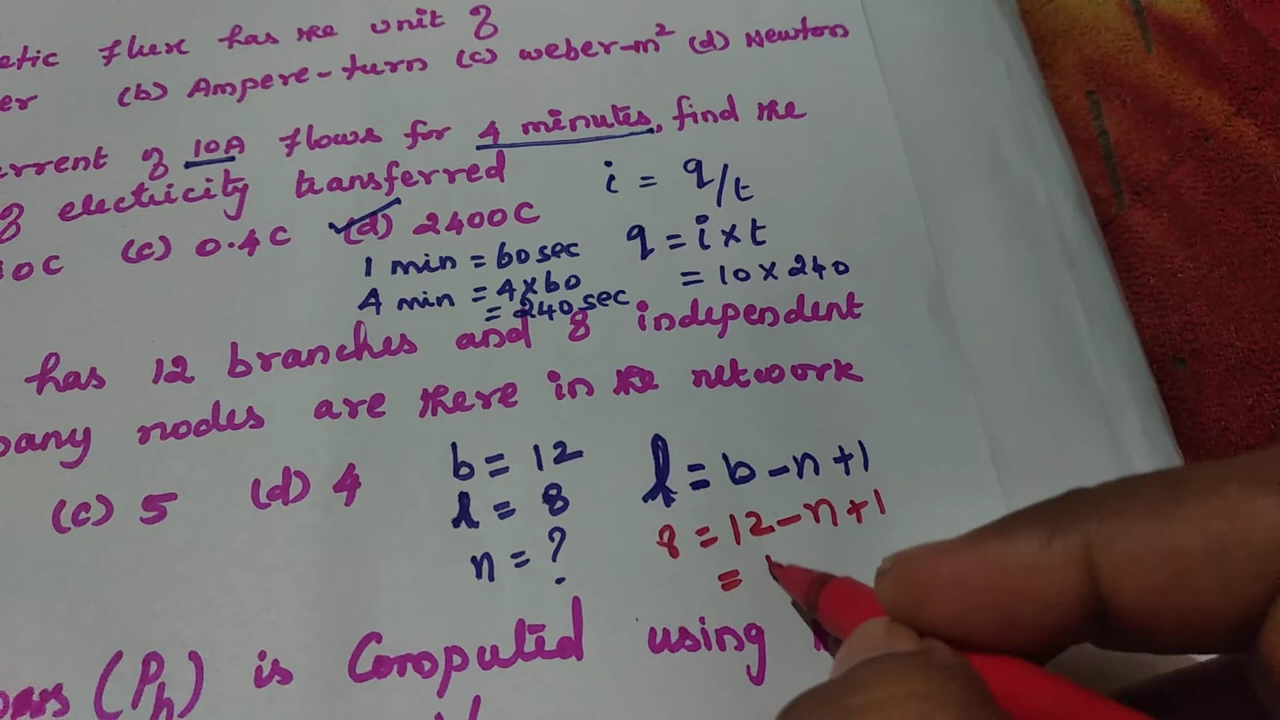 etic flux has the unit of
er (b) Ampere-turn (c) weber-m² (d) Newton
urrent of 10A flows for 4 minutes, find the
of electricity transferred
i = q/t
10C (c) 0.4C (d) 2400C
q = i×t
1 min = 60 sec
= 10 × 240
4 min = 4×60
= 240 sec
has 12 branches and 8 independent
many nodes are there in the network
(c) 5 (d) 4
b = 12
l = b-n+1
l = 8
8 = 12-n+1
n = ?
=
(Ph) is computed using